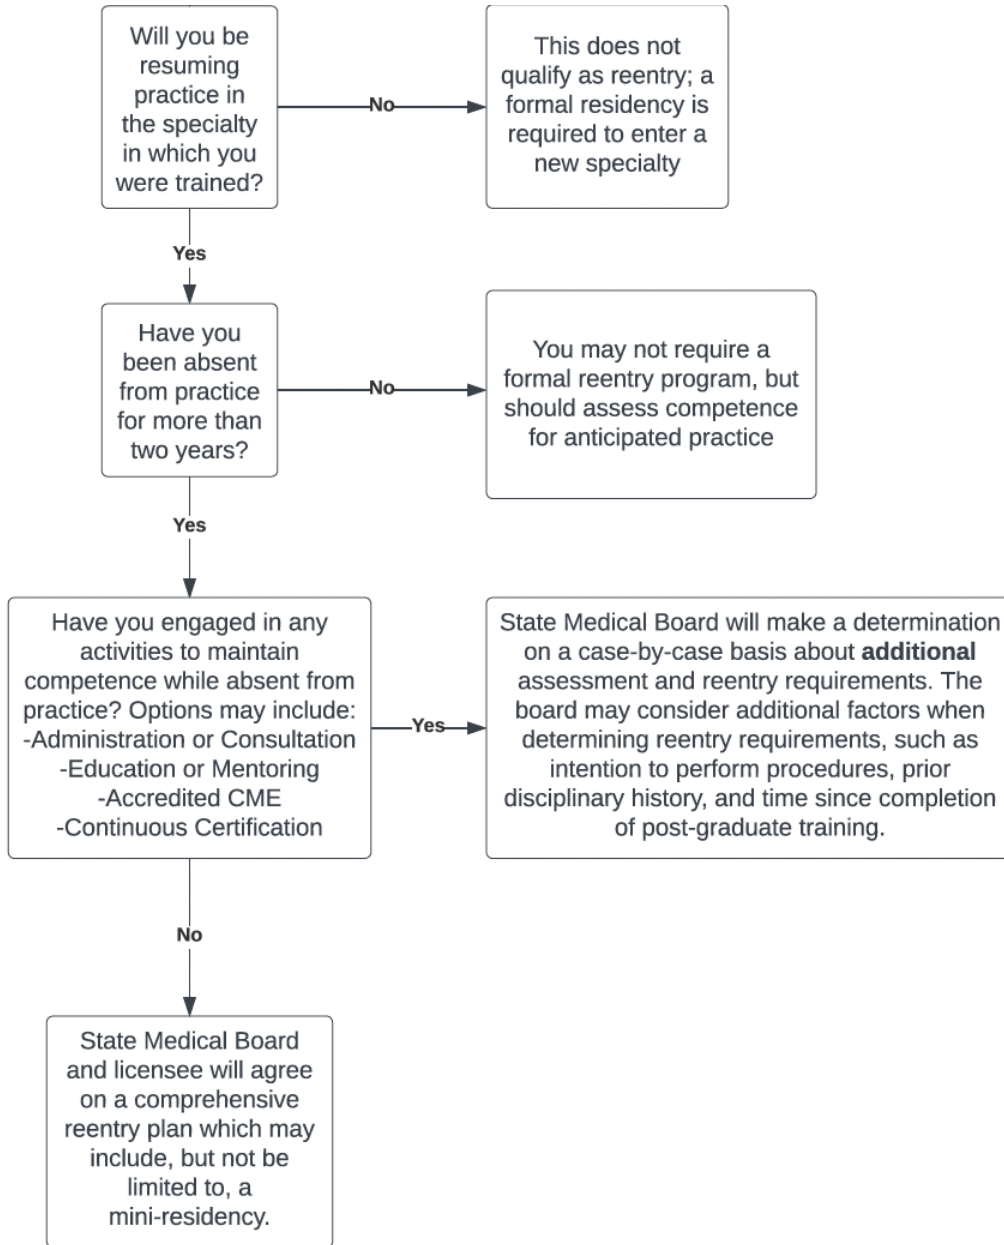 Will you be
resuming
practice in
the specialty
in which you
were trained?
No
This does not
qualify as reentry; a
formal residency is
required to enter a
new specialty
Yes
Have you
been absent
from practice
for more than
two years?
No
You may not require a
formal reentry program, but
should assess competence
for anticipated practice
Yes
Have you engaged in any
activities to maintain
competence while absent from
practice? Options may include:
-Administration or Consultation
-Education or Mentoring
-Accredited CME
-Continuous Certification
Yes
State Medical Board will make a determination
on a case-by-case basis about additional
assessment and reentry requirements. The
board may consider additional factors when
determining reentry requirements, such as
intention to perform procedures, prior
disciplinary history, and time since completion
of post-graduate training.
No
State Medical Board
and licensee will agree
on a comprehensive
reentry plan which may
include, but not be
limited to, a
mini-residency.